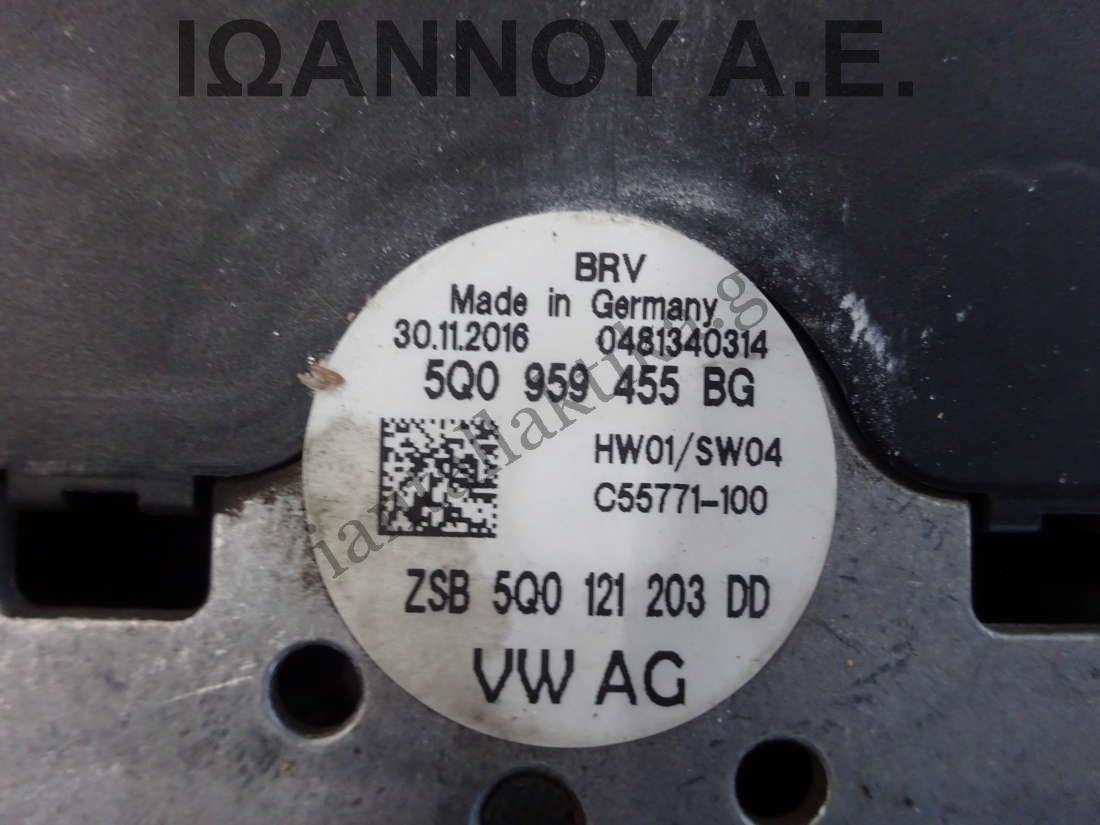 ΙΩΑΝΝΟΥ Α.Ε.
BRV
Made in Germany
30.11.2016 0481340314
5Q0 959 455 BG
HW01/SW04
C55771-100
ZSB 5Q0 121 203 DD
VW AG